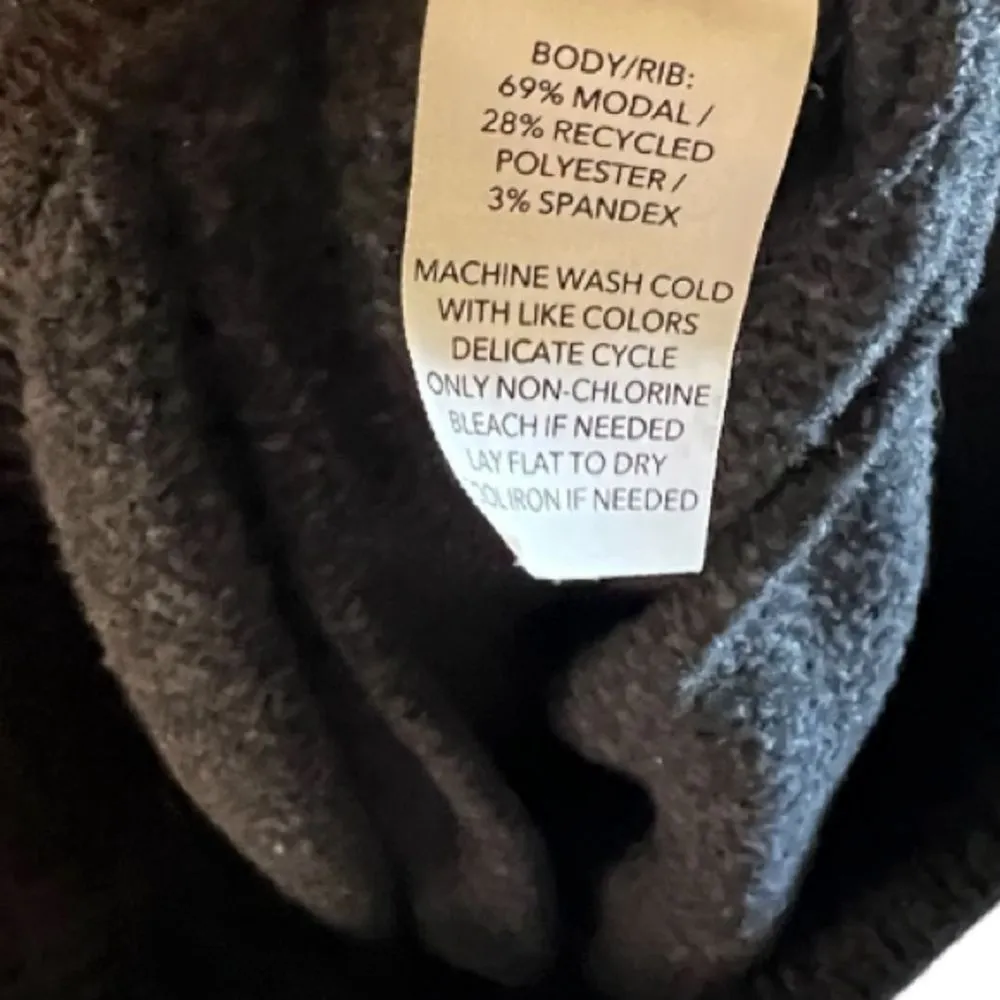 BODY/RIB:
69% MODAL /
28% RECYCLED
POLYESTER /
3% SPANDEX
MACHINE WASH COLD
WITH LIKE COLORS
DELICATE CYCLE
ONLY NON-CHLORINE
BLEACH IF NEEDED
LAY FLAT TO DRY
IRON IF NEEDED